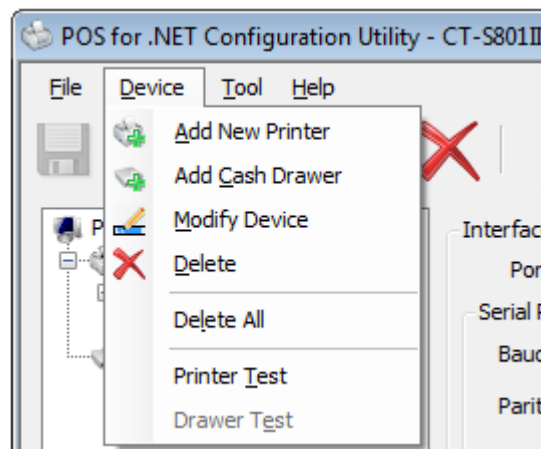 POS for .NET Configuration Utility - CT-S801II
File Device Tool Help
Add New Printer
Add Cash Drawer
Modify Device
Delete
Delete All
Printer Test
Drawer Test
P
Interfac
Por
Serial P
Baud
Parit